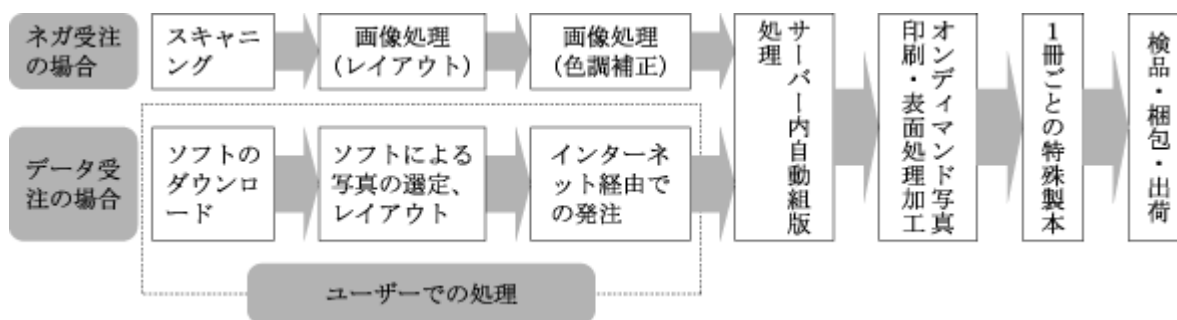 ネガ受注
の場合
スキャニ
ング
画像処理
(レイアウト)
画像処理
(色調補正)
データ受
注の場合
ソフトの
ダウンロ
ード
ソフトによる
写真の選定、
レイアウト
インターネ
ット経由で
の発注
ユーザーでの処理
サーバー内自動組版
処理
オンディマンド写真
印刷・表面処理加工
1冊ごとの特殊製本
検品・梱包・出荷